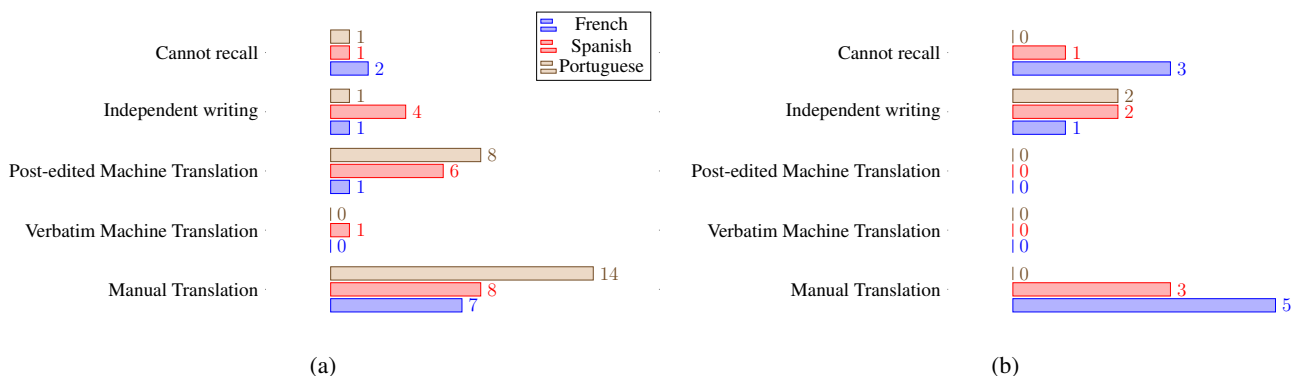 French
Spanish
Portuguese
Cannot recall
1
1
2
Independent writing
1
4
1
Post-edited Machine Translation
8
6
1
Verbatim Machine Translation
0
1
0
Manual Translation
14
8
7
(a)
Cannot recall
0
1
3
Independent writing
2
2
1
Post-edited Machine Translation
0
0
0
Verbatim Machine Translation
0
0
0
Manual Translation
0
3
5
(b)